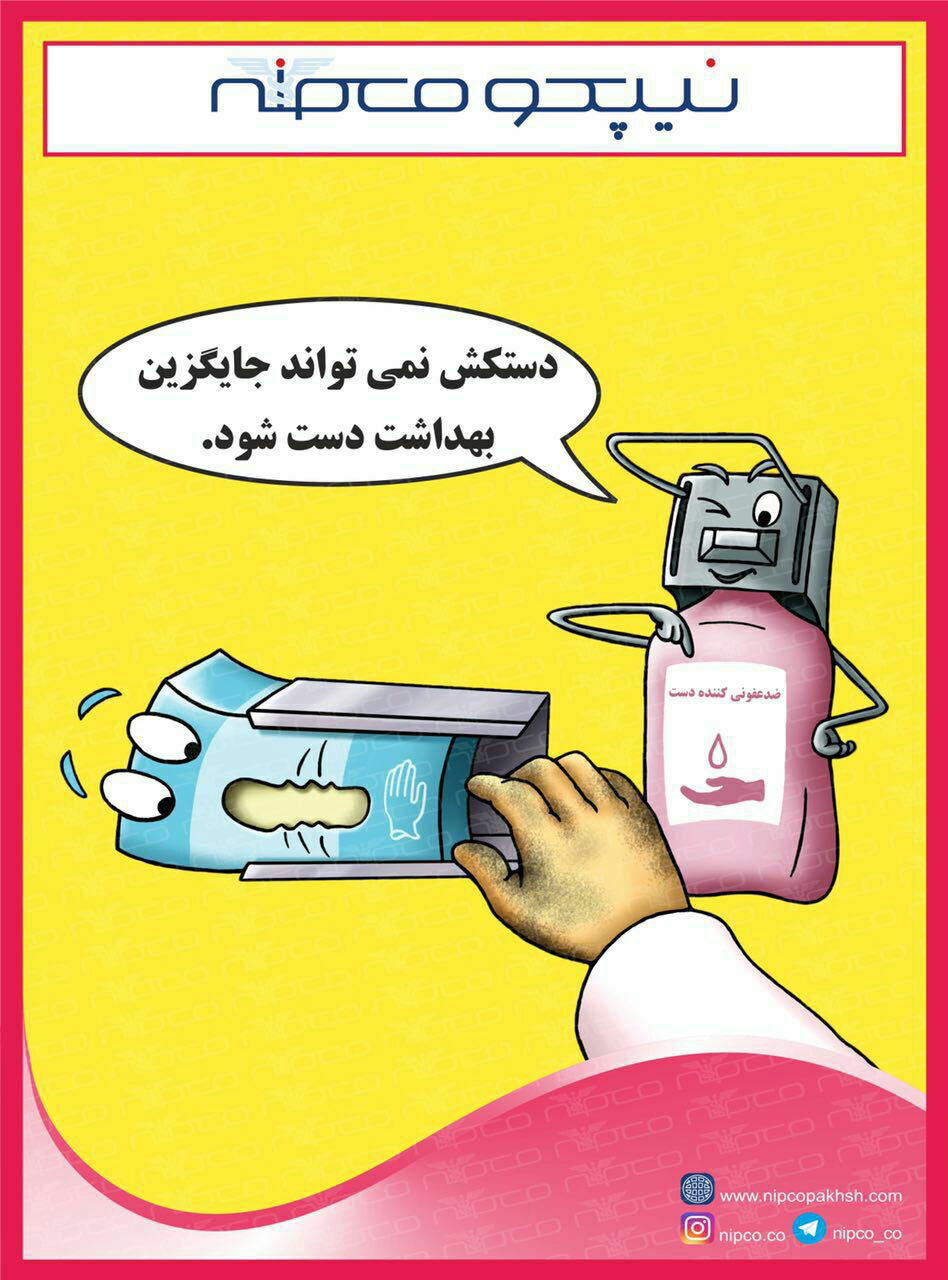 نیپکو nipco
دستکش نمی تواند جایگزین
بهداشت دست شود.
ضدعفونی کننده دست
www.nipcopakhsh.com
nipco.co nipco_co